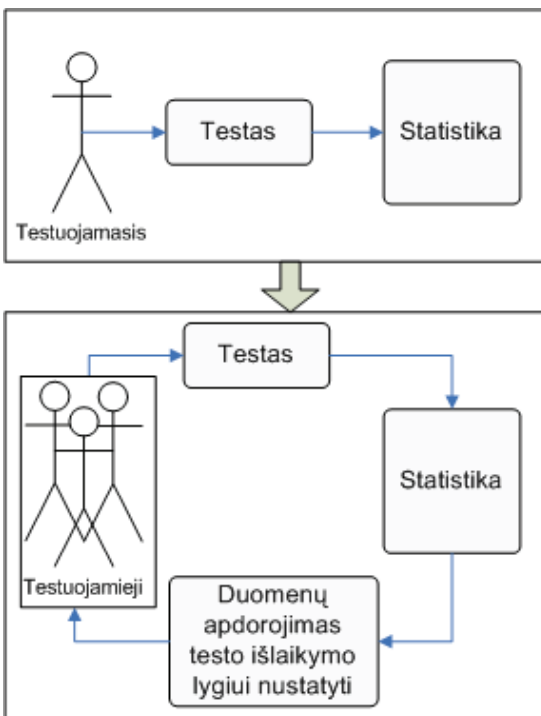 Testas
Statistika
Testuojamasis
Testas
Statistika
Testuojamieji
Duomenų
apdorojimas
testo išlaikymo
lygiui nustatyti